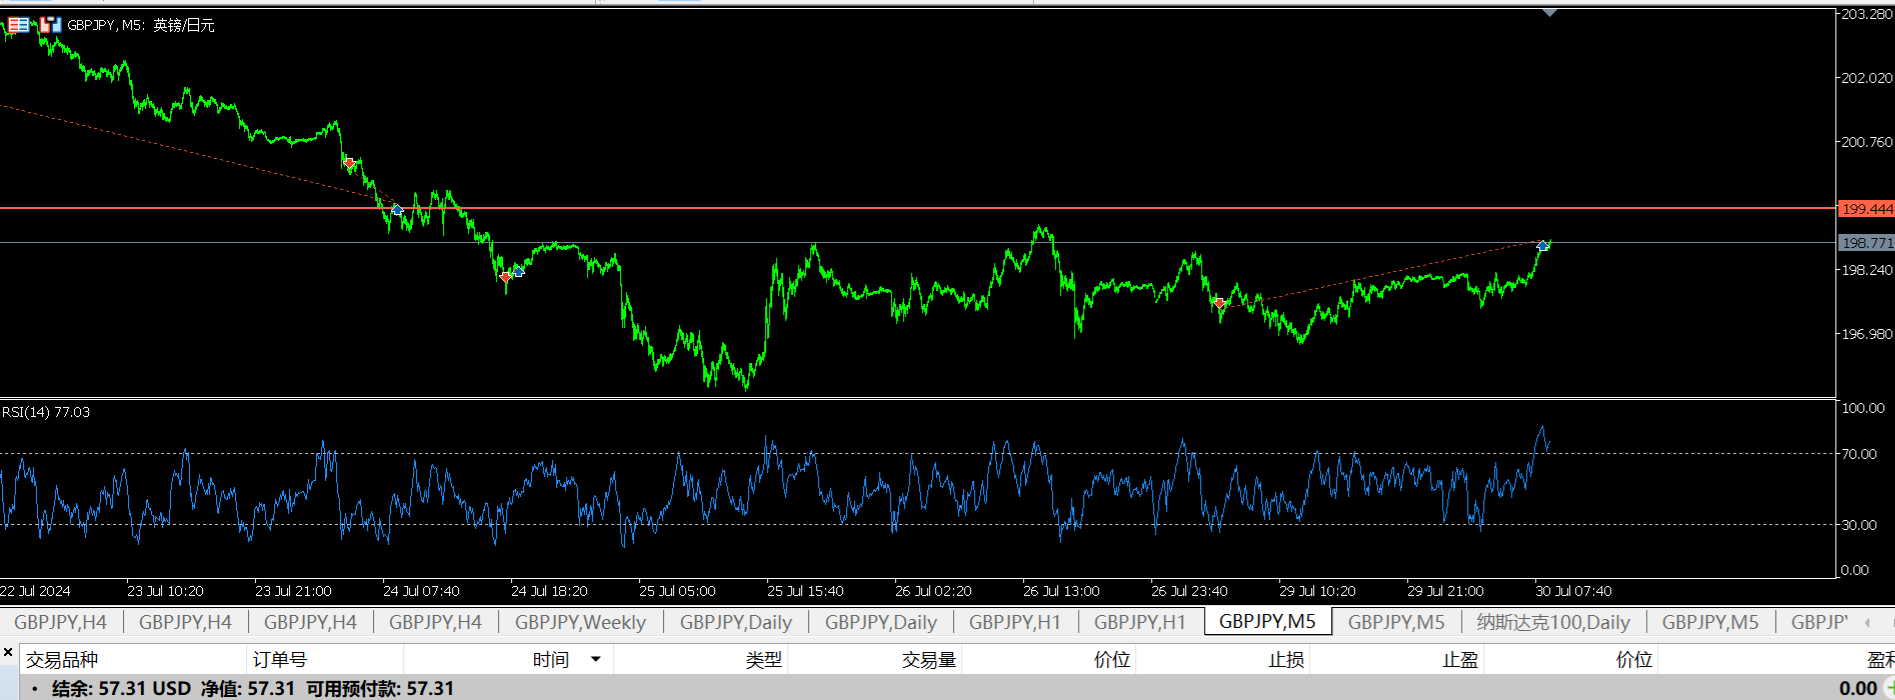 GBPJPY, M5: 英镑/日元
203.280
202.020
200.760
199.444
198.771
198.240
196.980
RSI(14) 77.03
100.00
70.00
30.00
0.00
22 Jul 2024 23 Jul 10:20 23 Jul 21:00 24 Jul 07:40 24 Jul 18:20 25 Jul 05:00 25 Jul 15:40 26 Jul 02:20 26 Jul 13:00 26 Jul 23:40 29 Jul 10:20 29 Jul 21:00 30 Jul 07:40
GBPJPY,H4 GBPJPY,H4 GBPJPY,H4 GBPJPY,H4 GBPJPY,Weekly GBPJPY,Daily GBPJPY,Daily GBPJPY,H1 GBPJPY,H1 GBPJPY,M5 GBPJPY,M5 纳斯达克100,Daily GBPJPY,M5 GBPJPY
交易品种 订单号 时间 类型 交易量 价位 止损 止盈 价位 盈利
结余: 57.31 USD 净值: 57.31 可用预付款: 57.31 0.00